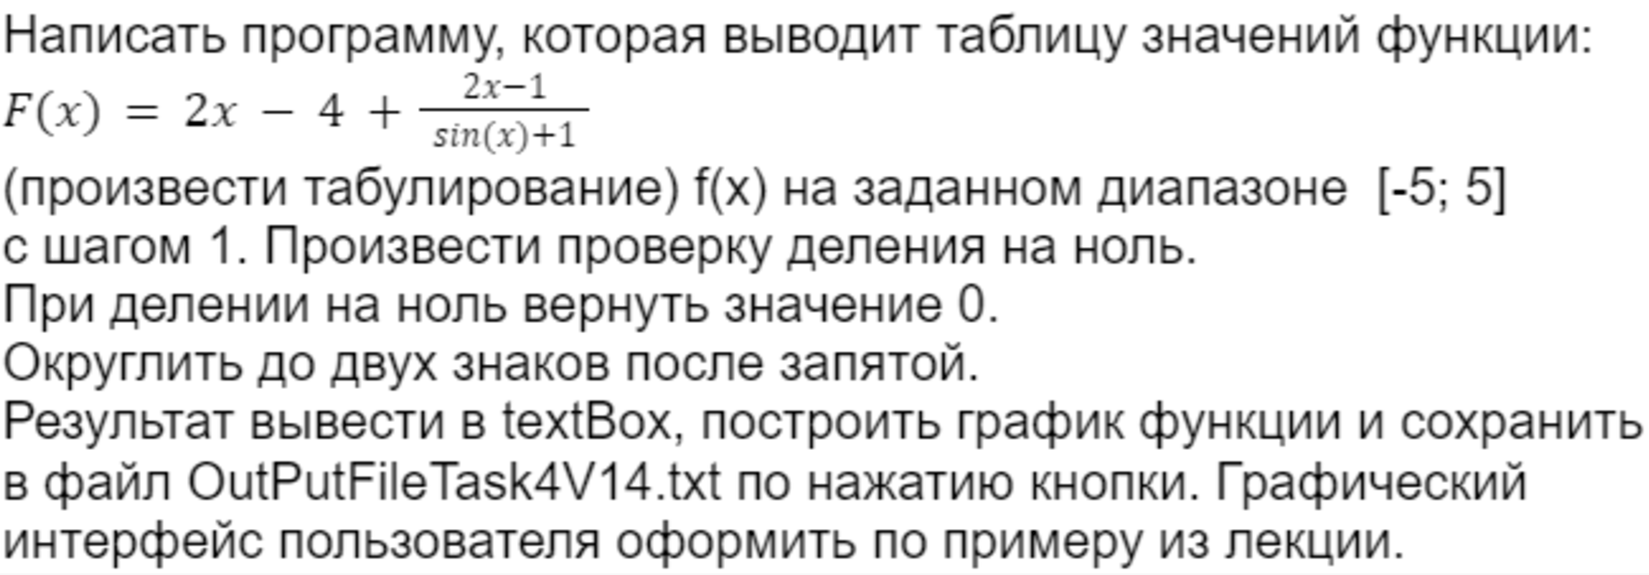 Написать программу, которая выводит таблицу значений функции:
F(x) = 2x − 4 + \frac{2x−1}{sin(x)+1}
(произвести табулирование) f(x) на заданном диапазоне [-5; 5]
с шагом 1. Произвести проверку деления на ноль.
При делении на ноль вернуть значение 0.
Округлить до двух знаков после запятой.
Результат вывести в textBox, построить график функции и сохранить
в файл OutPutFileTask4V14.txt по нажатию кнопки. Графический
интерфейс пользователя оформить по примеру из лекции.